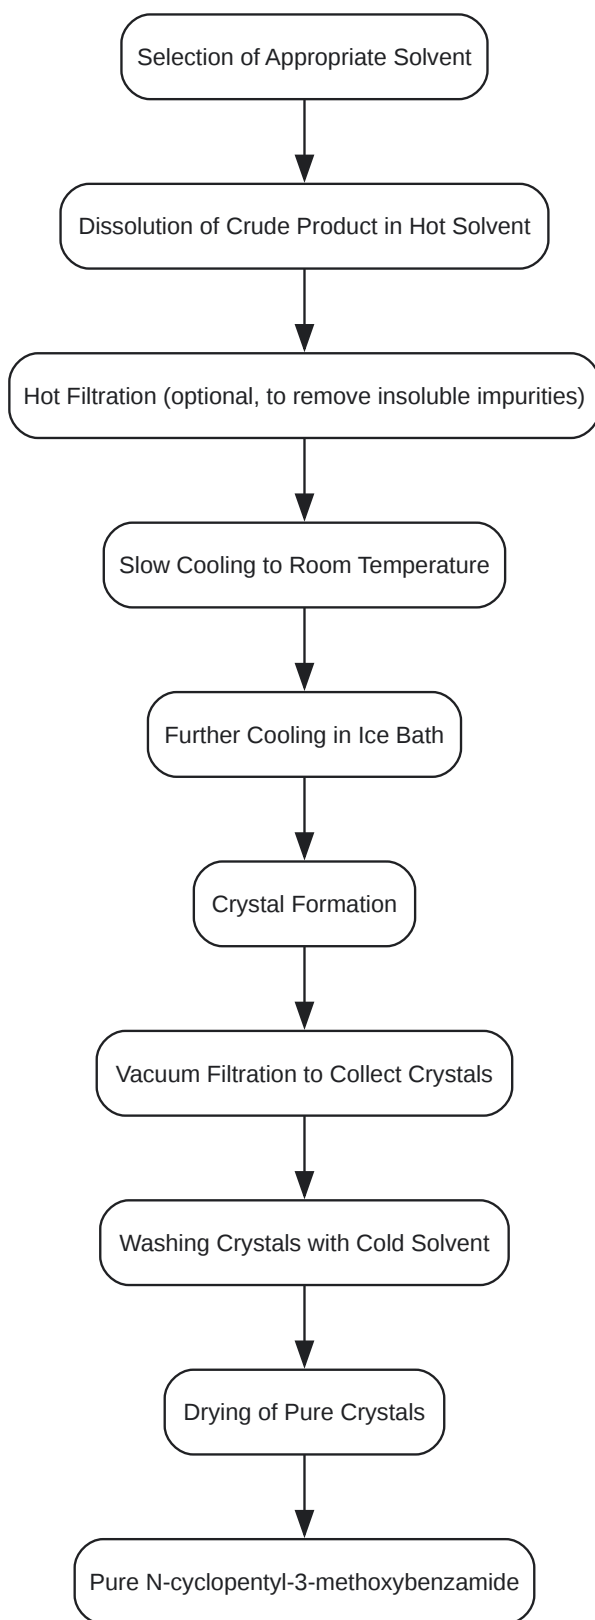 Selection of Appropriate Solvent
Dissolution of Crude Product in Hot Solvent
Hot Filtration (optional, to remove insoluble impurities)
Slow Cooling to Room Temperature
Further Cooling in Ice Bath
Crystal Formation
Vacuum Filtration to Collect Crystals
Washing Crystals with Cold Solvent
Drying of Pure Crystals
Pure N-cyclopentyl-3-methoxybenzamide